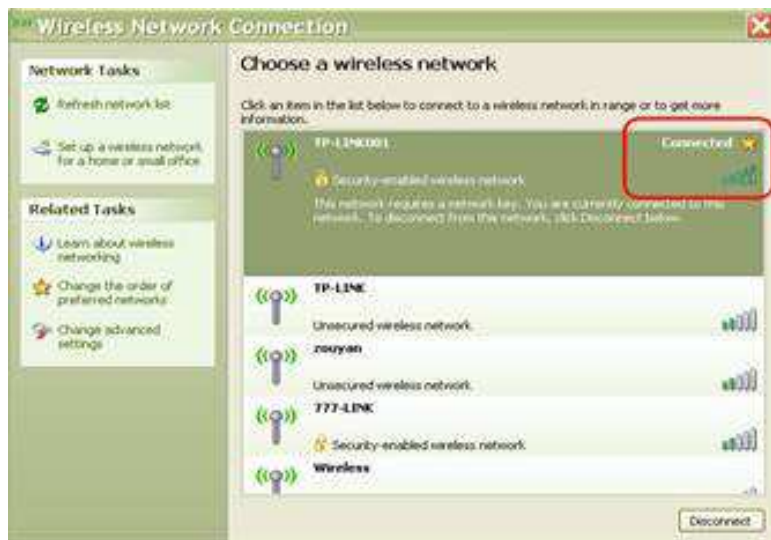 Wireless Network Connection
Network Tasks
Refresh network list
Set up a wireless network
for a home or small office
Related Tasks
Learn about wireless
networking
Change the order of
preferred networks
Change advanced
settings
Choose a wireless network
Click an item in the list below to connect to a wireless network in range or to get more
information.
TP-LINK001
Connected
Security-enabled wireless network
This network requires a network key. You are currently connected to this
network. To disconnect from this network, click Disconnect below.
TP-LINK
Unsecured wireless network
zouyan
Unsecured wireless network
777-LINK
Security-enabled wireless network
Wireless
Disconnect